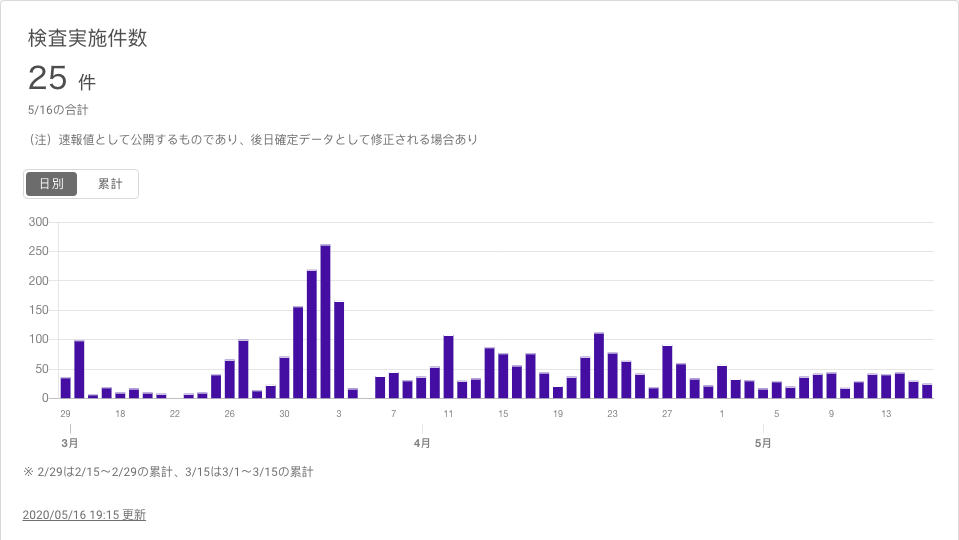 検査実施件数
25 件
5/16の合計
（注）速報値として公開するものであり、後日確定データとして修正される場合あり
日別 累計
300
250
200
150
100
50
0
29 18 22 26 30 3 7 11 15 19 23 27 1 5 9 13
3月 4月 5月
※ 2/29は2/15〜2/29の累計、3/15は3/1〜3/15の累計
2020/05/16 19:15 更新